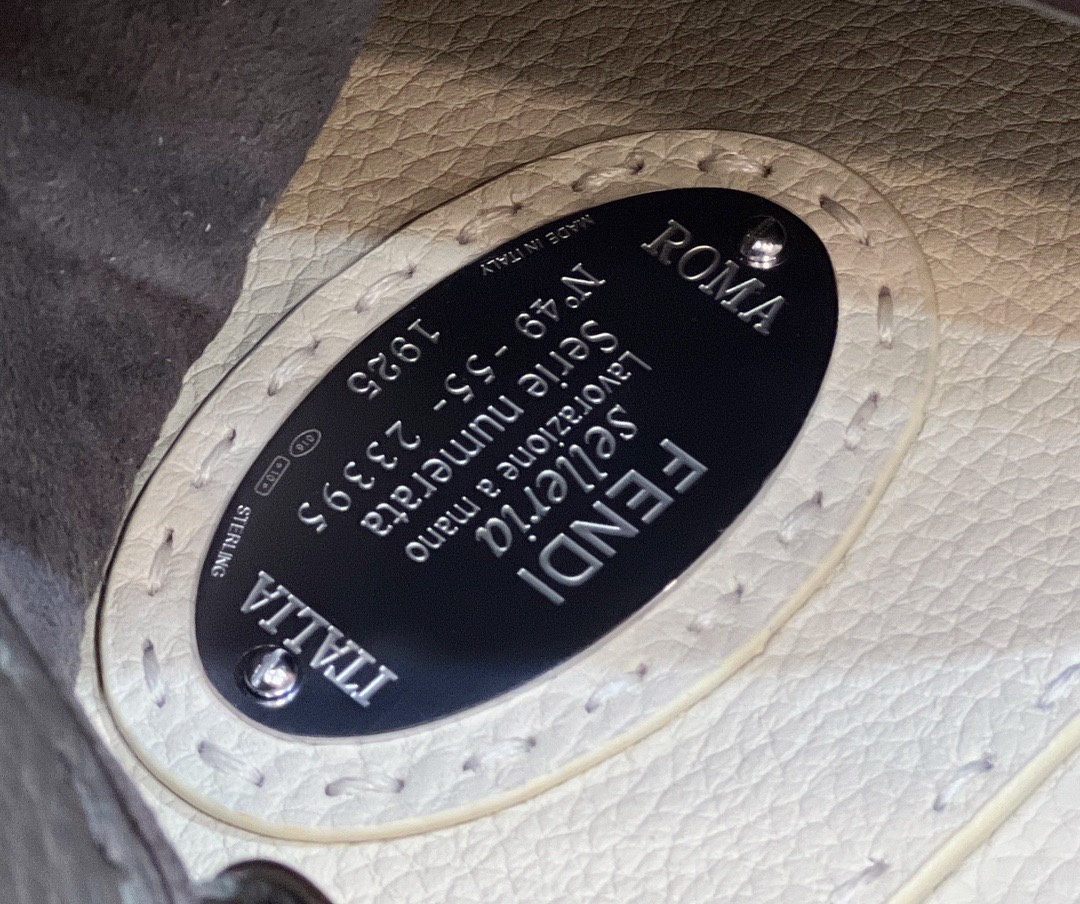 FENDI
selleria
Lavorazione a mano
Serie numerata
N°49 - 55- 23395
1925
ROMA
ITALIA
MADE IN ITALY
STERLING